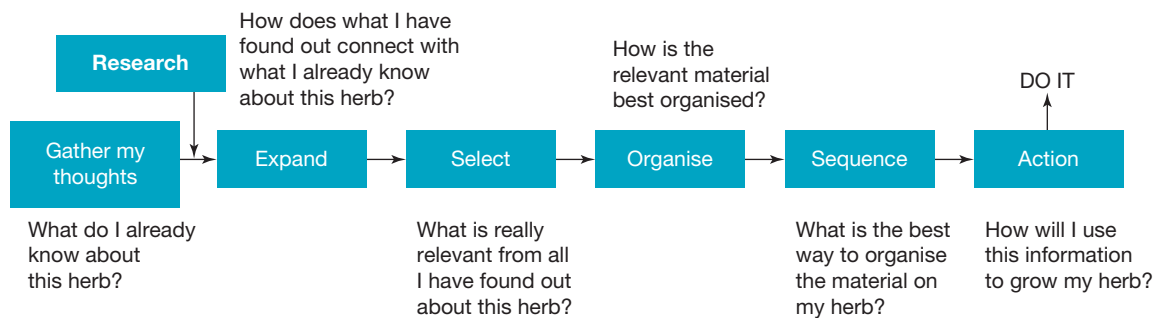 How does what I have
found out connect with
what I already know
about this herb?
Research
How is the
relevant material
best organised?
DO IT
Gather my
thoughts
Expand
Select
Organise
Sequence
Action
What do I already
know about
this herb?
What is really
relevant from all
I have found out
about this herb?
What is the best
way to organise
the material on
my herb?
How will I use
this information
to grow my herb?